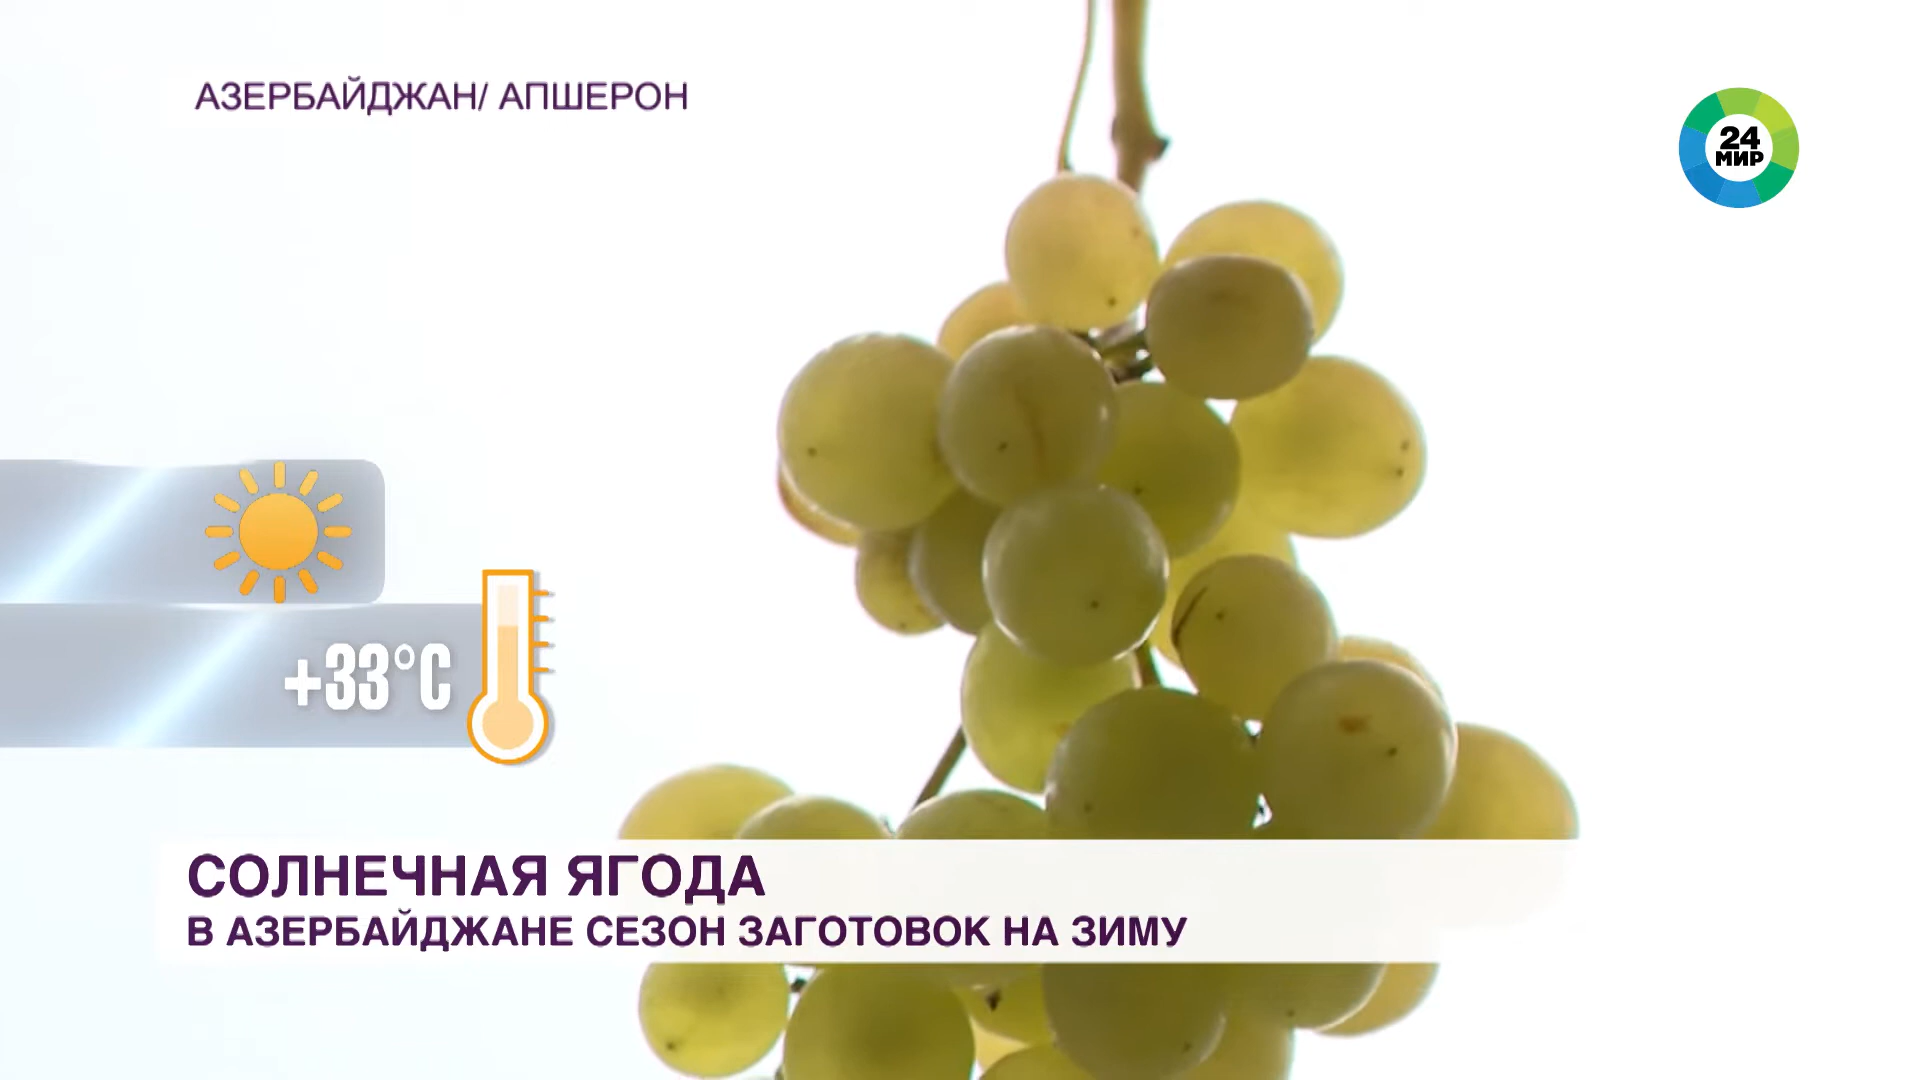 АЗЕРБАЙДЖАН/ АПШЕРОН
24
МИР
+33°C
СОЛНЕЧНАЯ ЯГОДА
В АЗЕРБАЙДЖАНЕ СЕЗОН ЗАГОТОВОК НА ЗИМУ